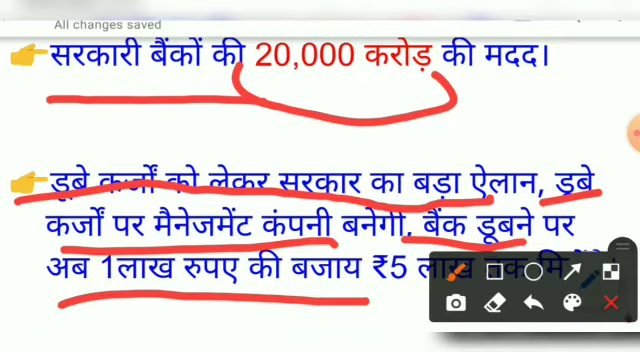 All changes saved
👉सरकारी बैंकों की 20,000 करोड़ की मदद।
👉डूबे कर्जों को लेकर सरकार का बड़ा ऐलान, डूबे
कर्जों पर मैनेजमेंट कंपनी बनेगी, बैंक डूबने पर
अब 1लाख रुपए की बजाय ₹5 लाख तक